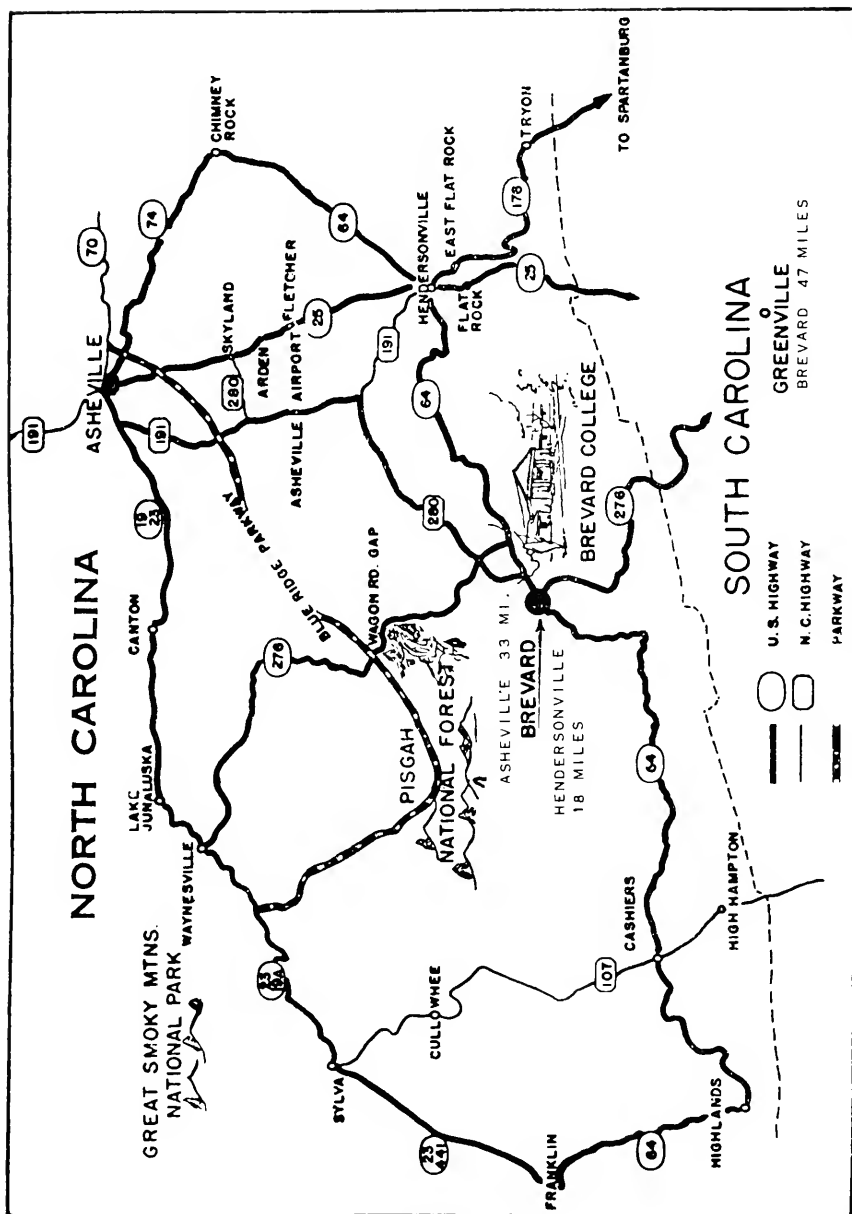 NORTH CAROLINA
GREAT SMOKY MTNS.
NATIONAL PARK
WAYNESVILLE
LAKE
JUNALUSKA
CANTON
19
23
ASHEVILLE
191
191
70
74
CHIMNEY
ROCK
BLUE RIDGE PARKWAY
SKYLAND
280
ARDEN
FLETCHER
ASHEVILLE AIRPORT
25
64
191
HENDERSONVILLE
EAST FLAT ROCK
FLAT
ROCK
178
TRYON
TO SPARTANBURG
25
276
WAGON RD. GAP
PISGAH
NATIONAL FOREST
280
64
ASHEVILLE 33 MI.
BREVARD
HENDERSONVILLE
18 MILES
BREVARD COLLEGE
276
23
19A
SYLVA
CULLOWHEE
107
23
441
FRANKLIN
64
HIGHLANDS
CASHIERS
64
HIGH HAMPTON
SOUTH CAROLINA
GREENVILLE
BREVARD 47 MILES
U.S. HIGHWAY
N.C. HIGHWAY
PARKWAY